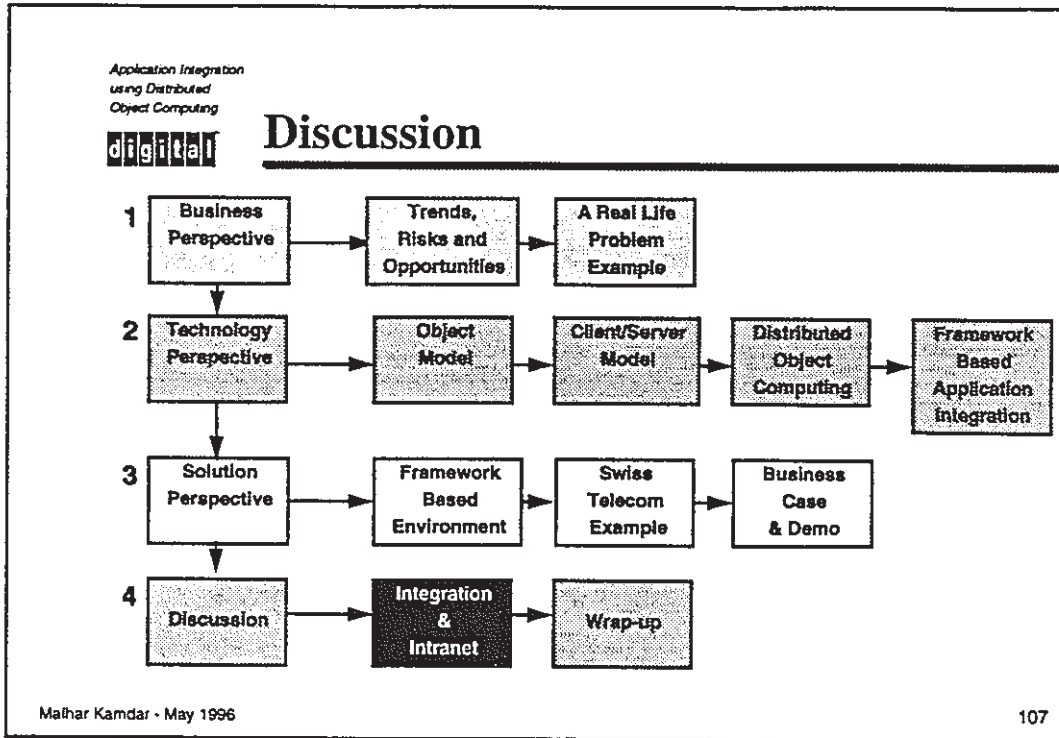 Application Integration
using Distributed
Object Computing
digital
Discussion
1
Business
Perspective
Trends,
Risks and
Opportunities
A Real Life
Problem
Example
2
Technology
Perspective
Object
Model
Client/Server
Model
Distributed
Object
Computing
Framework
Based
Application
Integration
3
Solution
Perspective
Framework
Based
Environment
Swiss
Telecom
Example
Business
Case
& Demo
4
Discussion
Integration
&
Intranet
Wrap-up
Malhar Kamdar - May 1996
107